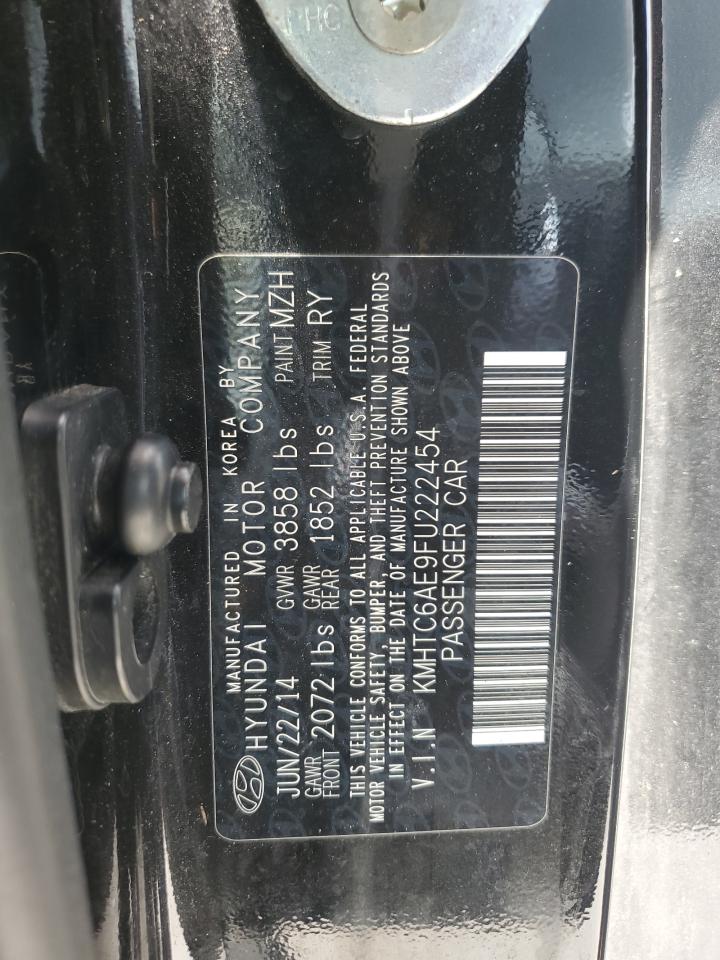 HC
MANUFACTURED IN KOREA BY
HYUNDAI MOTOR COMPANY
JUN/22/14 GVWR 3858 lbs PAINT MZH
GAWR FRONT 2072 lbs GAWR REAR 1852 lbs TRIM RY
THIS VEHICLE CONFORMS TO ALL APPLICABLE U.S.A. FEDERAL
MOTOR VEHICLE SAFETY, BUMPER, AND THEFT PREVENTION STANDARDS
IN EFFECT ON THE DATE OF MANUFACTURE SHOWN ABOVE
V.I.N KMHTC6AE9FU222454
PASSENGER CAR